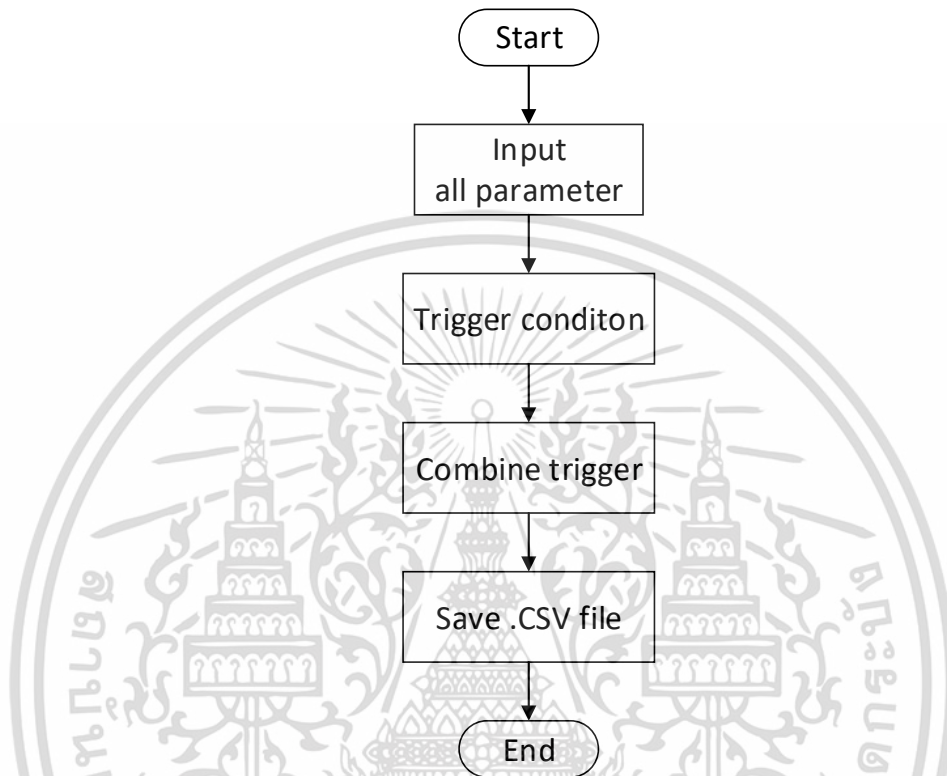 Start
Input
all parameter
Trigger conditon
Combine trigger
Save .CSV file
End